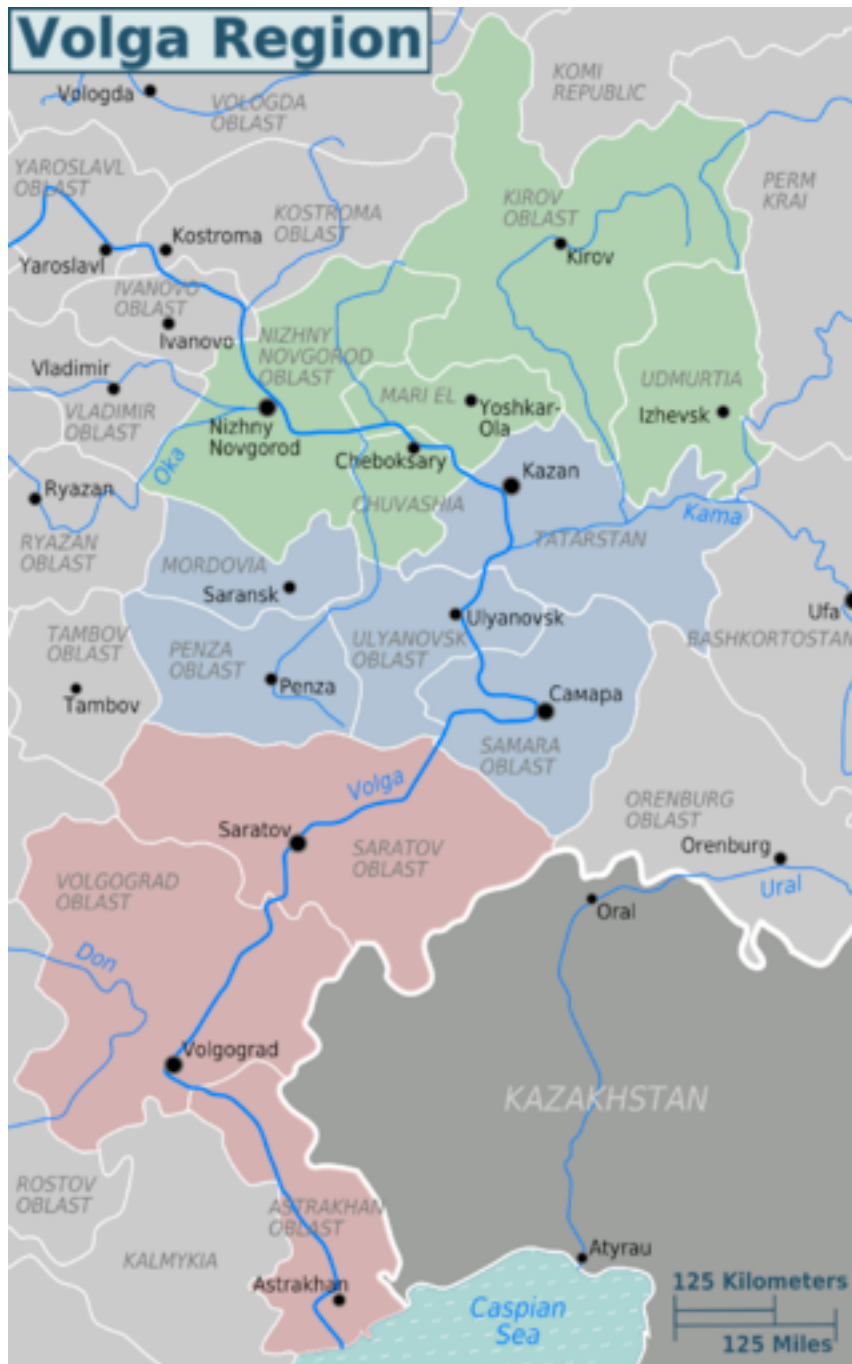 Volga Region
Vologda
VOLOGDA
OBLAST
KOMI
REPUBLIC
YAROSLAVL
OBLAST
KOSTROMA
OBLAST
KIROV
OBLAST
PERM
KRAI
Kostroma
Yaroslavl
Kirov
IVANOVO
OBLAST
Ivanovo
NIZHNY
NOVGOROD
OBLAST
Vladimir
VLADIMIR
OBLAST
MARI EL
Yoshkar-
Ola
UDMURTIA
Izhevsk
Nizhny
Novgorod
Cheboksary
Oka
Kazan
Ryazan
CHUVASHIA
Kama
RYAZAN
OBLAST
TATARSTAN
MORDOVIA
Saransk
Ulyanovsk
Ufa
TAMBOV
OBLAST
PENZA
OBLAST
ULYANOVSK
OBLAST
BASHKORTOSTAN
Penza
Tambov
Самара
SAMARA
OBLAST
Volga
ORENBURG
OBLAST
Saratov
SARATOV
OBLAST
Orenburg
VOLGOGRAD
OBLAST
Ural
Oral
Don
Volgograd
KAZAKHSTAN
ROSTOV
OBLAST
ASTRAKHAN
OBLAST
KALMYKIA
Atyrau
Astrakhan
Caspian
Sea
125 Kilometers
125 Miles